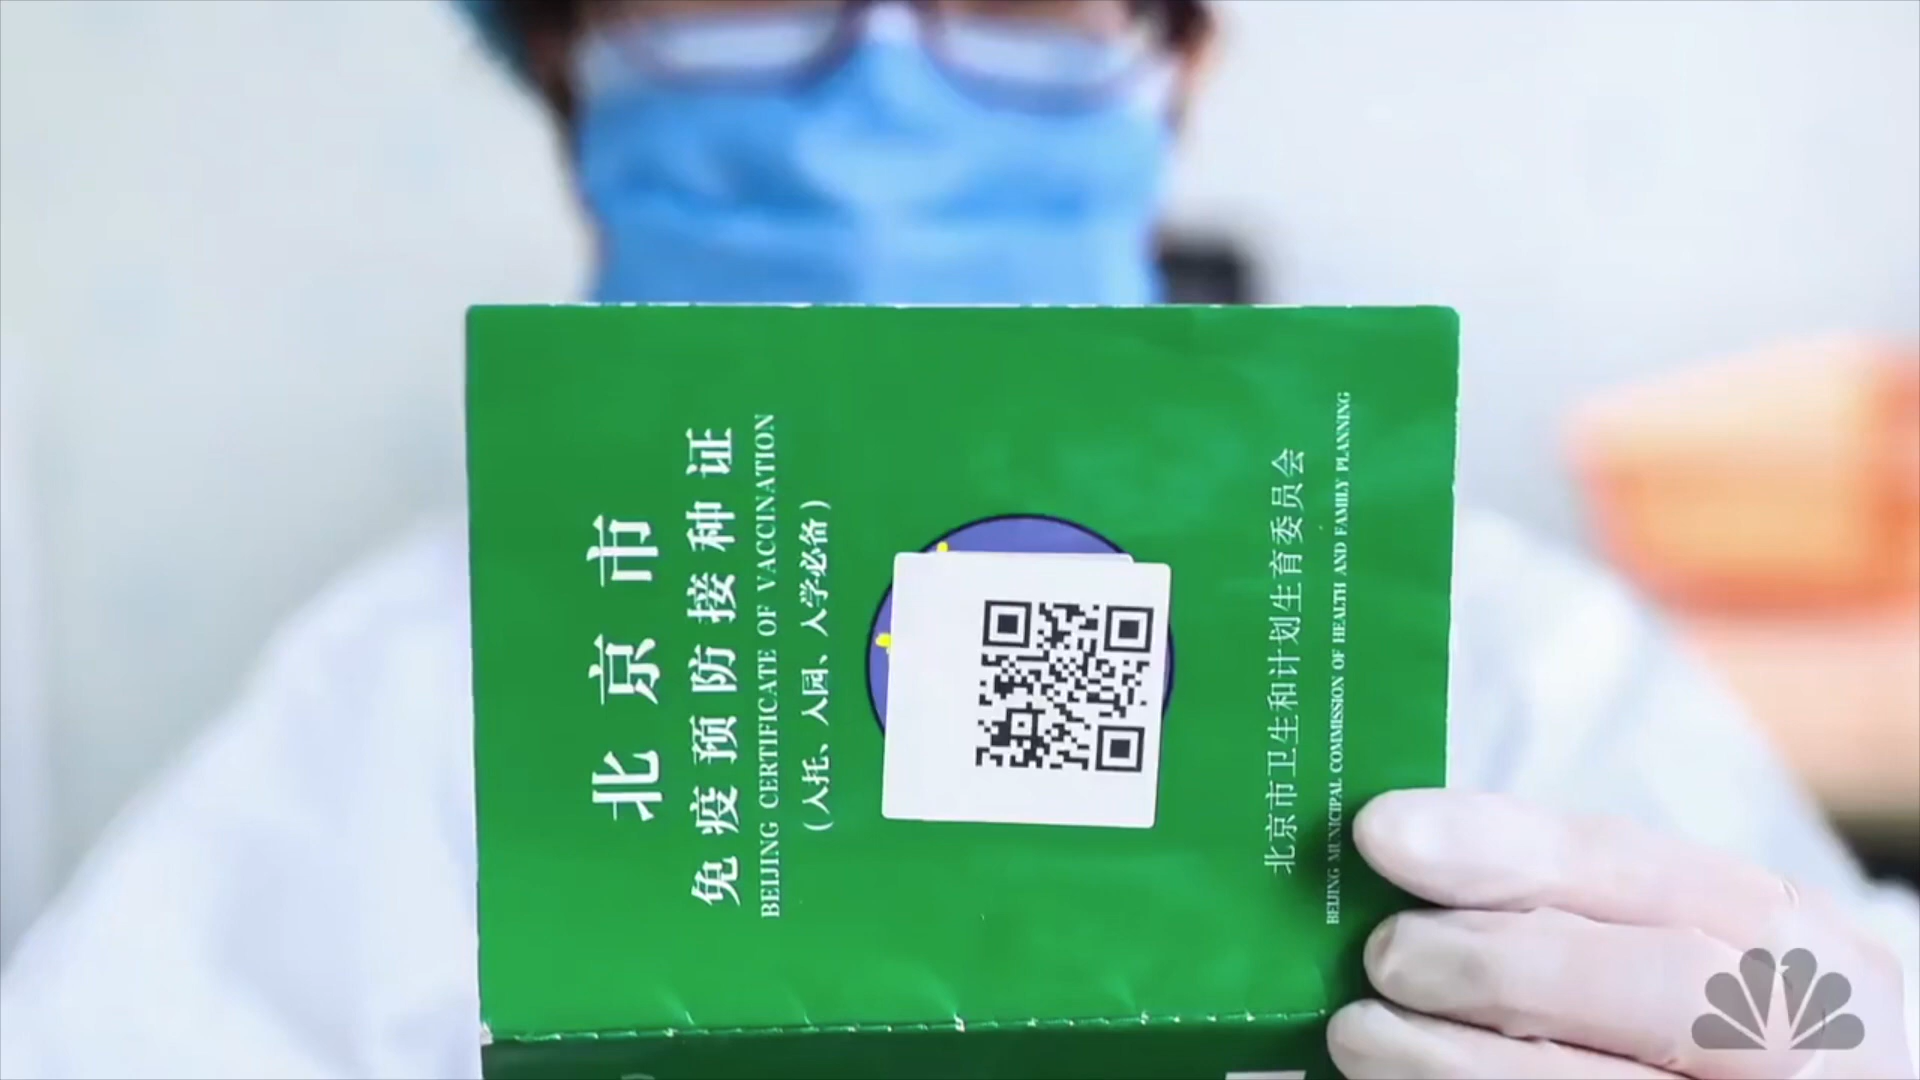 北京市
免疫预防接种证
BEIJING CERTIFICATE OF VACCINATION
（入托、入园、入学必备）
北京市卫生和计划生育委员会
BEIJING MUNICIPAL COMMISSION OF HEALTH AND FAMILY PLANNING